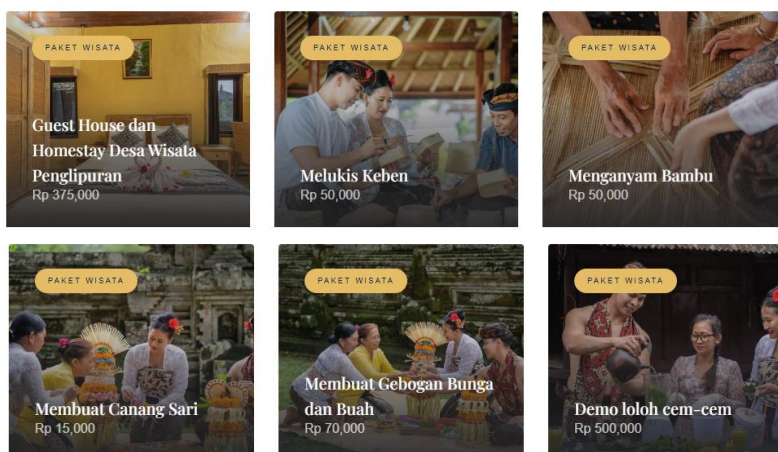 PAKET WISATA
Guest House dan
Homestay Desa Wisata
Penglipuran
Rp 375,000
PAKET WISATA
Melukis Keben
Rp 50,000
PAKET WISATA
Menganyam Bambu
Rp 50,000
PAKET WISATA
Membuat Canang Sari
Rp 15,000
PAKET WISATA
Membuat Gebogan Bunga
dan Buah
Rp 70,000
PAKET WISATA
Demo loloh cem-cem
Rp 500,000